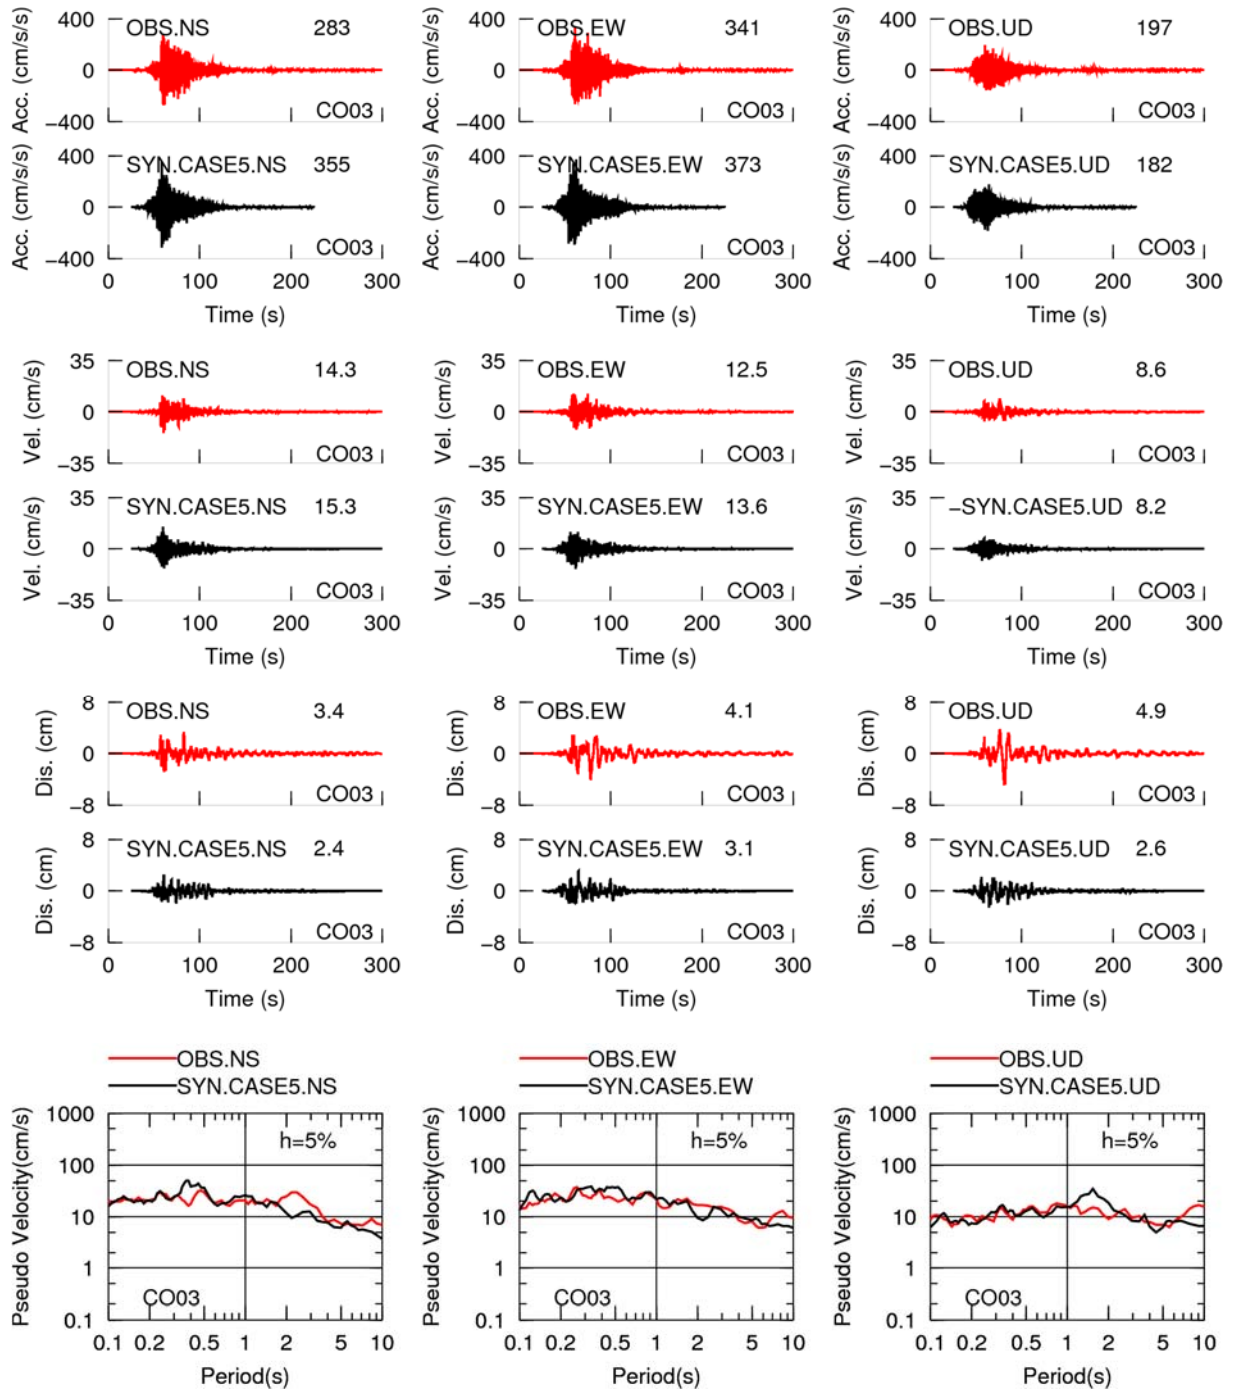 400 OBS.NS 283
Acc. (cm/s/s)
0
−400 CO03
400 SYN.CASE5.NS 355
Acc. (cm/s/s)
0
−400 CO03
0 100 200 300
Time (s)
400 OBS.EW 341
Acc. (cm/s/s)
0
−400 CO03
400 SYN.CASE5.EW 373
Acc. (cm/s/s)
0
−400 CO03
0 100 200 300
Time (s)
400 OBS.UD 197
Acc. (cm/s/s)
0
−400 CO03
400 SYN.CASE5.UD 182
Acc. (cm/s/s)
0
−400 CO03
0 100 200 300
Time (s)
35 OBS.NS 14.3
Vel. (cm/s)
0
−35 CO03
35 SYN.CASE5.NS 15.3
Vel. (cm/s)
0
−35 CO03
0 100 200 300
Time (s)
35 OBS.EW 12.5
Vel. (cm/s)
0
−35 CO03
35 SYN.CASE5.EW 13.6
Vel. (cm/s)
0
−35 CO03
0 100 200 300
Time (s)
35 OBS.UD 8.6
Vel. (cm/s)
0
−35 CO03
35 −SYN.CASE5.UD 8.2
Vel. (cm/s)
0
−35 CO03
0 100 200 300
Time (s)
8 OBS.NS 3.4
Dis. (cm)
0
−8 CO03
8 SYN.CASE5.NS 2.4
Dis. (cm)
0
−8 CO03
0 100 200 300
Time (s)
8 OBS.EW 4.1
Dis. (cm)
0
−8 CO03
8 SYN.CASE5.EW 3.1
Dis. (cm)
0
−8 CO03
0 100 200 300
Time (s)
8 OBS.UD 4.9
Dis. (cm)
0
−8 CO03
8 SYN.CASE5.UD 2.6
Dis. (cm)
0
−8 CO03
0 100 200 300
Time (s)
OBS.NS
SYN.CASE5.NS
Pseudo Velocity(cm/s)
1000
h=5%
100
10
1
CO03
0.1
0.1 0.2 0.5 1 2 5 10
Period(s)
OBS.EW
SYN.CASE5.EW
Pseudo Velocity(cm/s)
1000
h=5%
100
10
1
CO03
0.1
0.1 0.2 0.5 1 2 5 10
Period(s)
OBS.UD
SYN.CASE5.UD
Pseudo Velocity(cm/s)
1000
h=5%
100
10
1
CO03
0.1
0.1 0.2 0.5 1 2 5 10
Period(s)